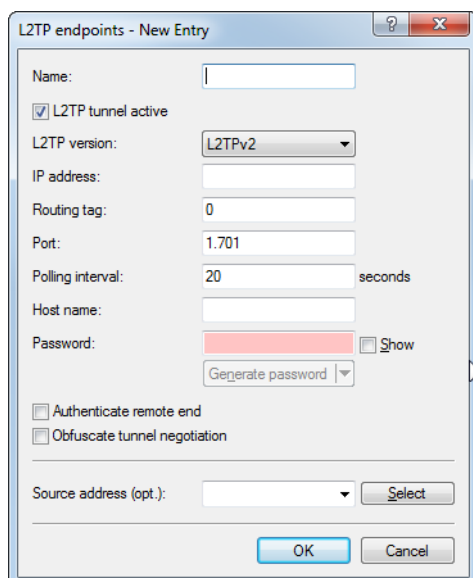 L2TP endpoints - New Entry
Name:
L2TP tunnel active
L2TP version: L2TPv2
IP address:
Routing tag: 0
Port: 1.701
Polling interval: 20 seconds
Host name:
Password: Show
Generate password
Authenticate remote end
Obfuscate tunnel negotiation
Source address (opt.): Select
OK Cancel